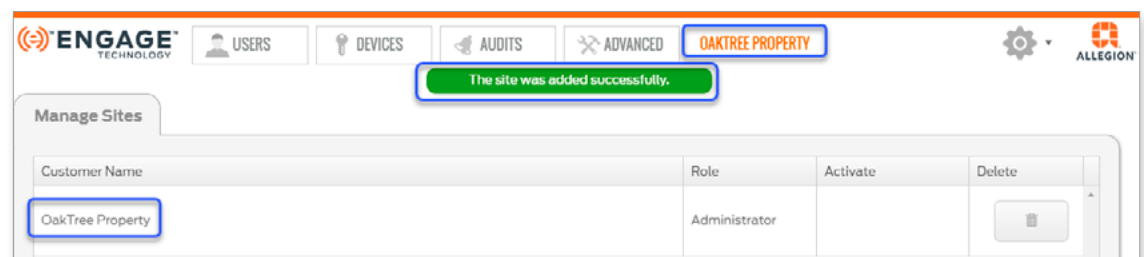 ENGAGE™
TECHNOLOGY
USERS
DEVICES
AUDITS
ADVANCED
OAKTREE PROPERTY
ALLEGION
The site was added successfully.
Manage Sites
Customer Name Role Activate Delete
OakTree Property Administrator